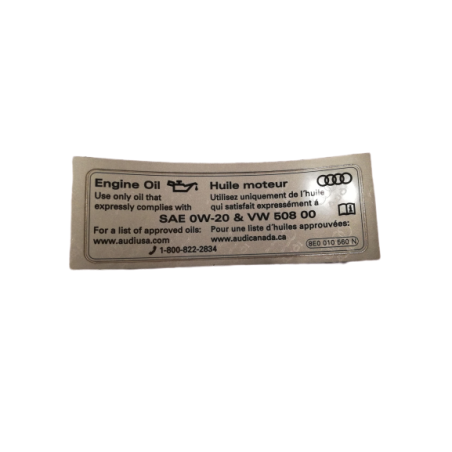 Engine Oil
Use only oil that
expressly complies with
Huile moteur
Utilisez uniquement de l'huile
qui satisfait expressément á
SAE 0W-20 & VW 508 00
For a list of approved oils:
www.audiusa.com
Pour une liste d'huiles approuvées:
www.audicanada.ca
1-800-822-2834
8E0 010 560 N